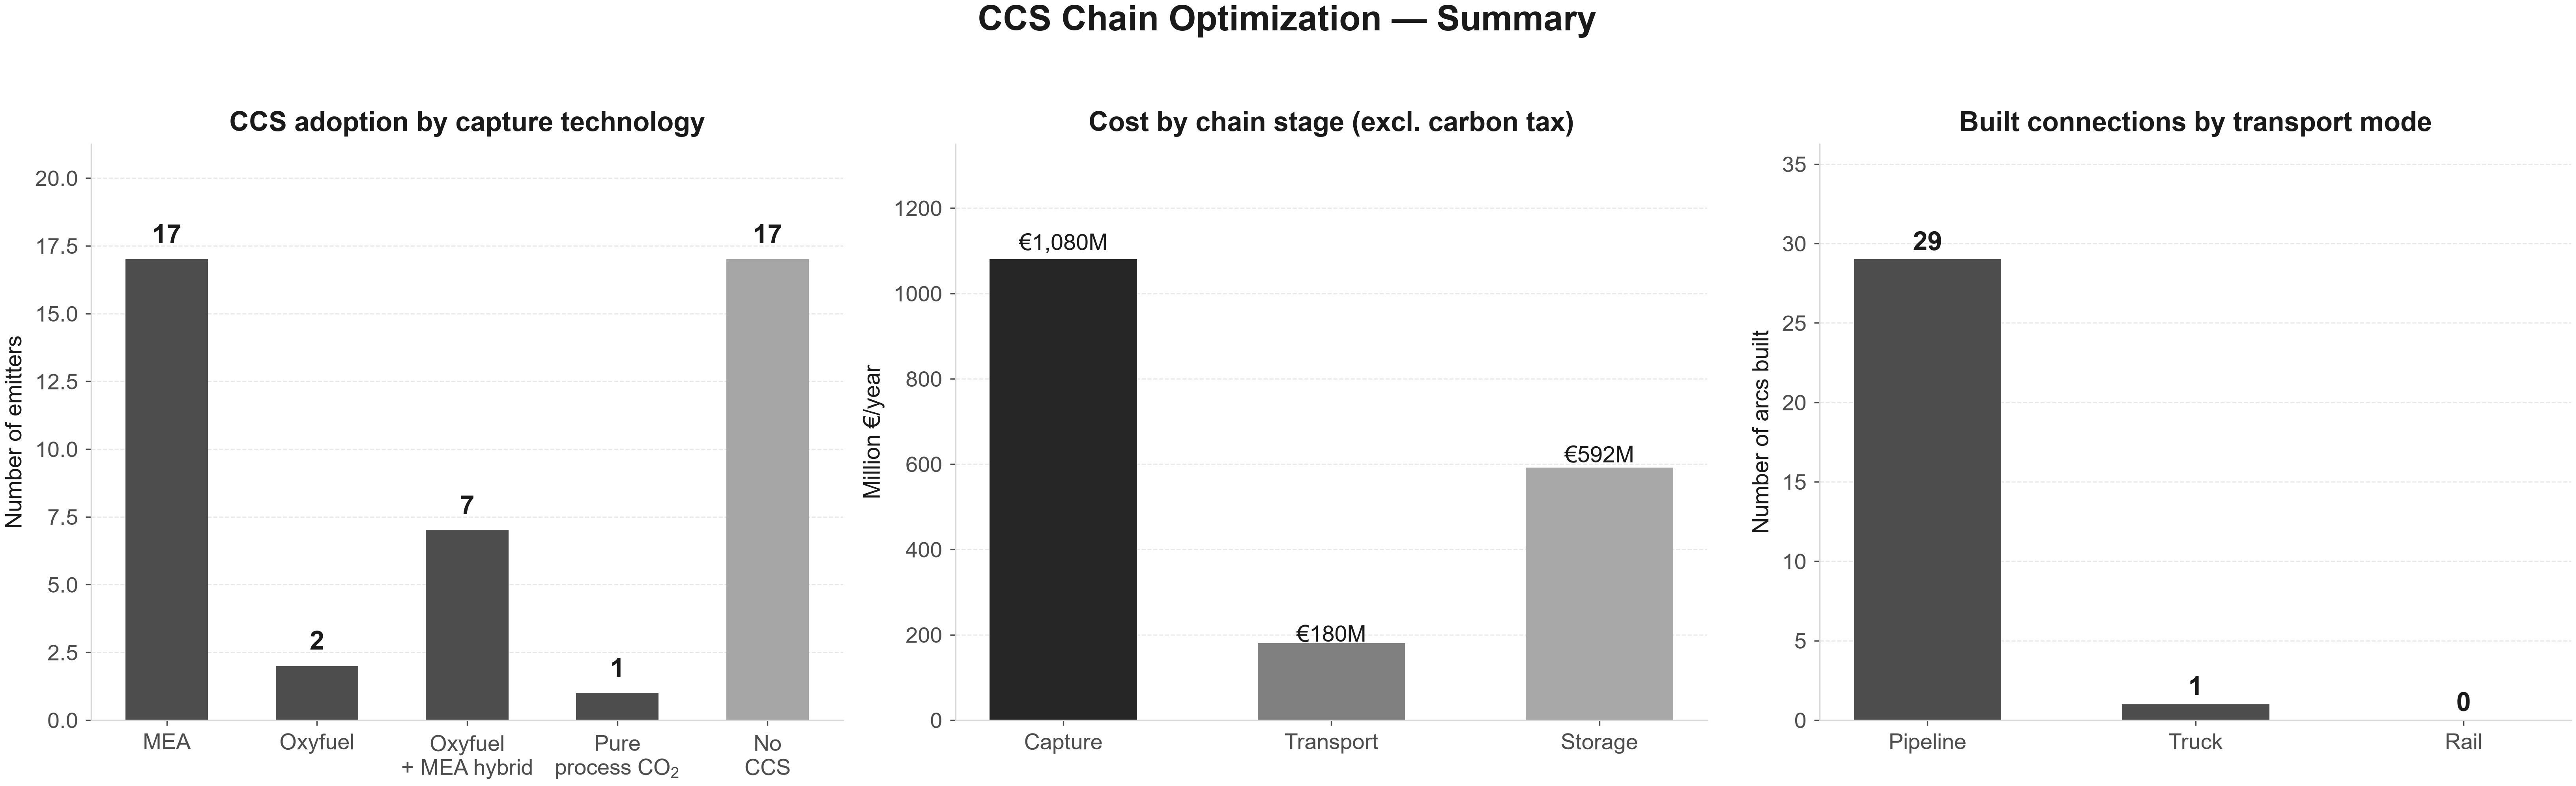 CCS Chain Optimization — Summary
CCS adoption by capture technology
Number of emitters
20.0
17.5
15.0
12.5
10.0
7.5
5.0
2.5
0.0
17
2
7
1
17
MEA
Oxyfuel
Oxyfuel
+ MEA hybrid
Pure
process CO₂
No
CCS
Cost by chain stage (excl. carbon tax)
Million €/year
1200
1000
800
600
400
200
0
€1,080M
€180M
€592M
Capture
Transport
Storage
Built connections by transport mode
Number of arcs built
35
30
25
20
15
10
5
0
29
1
0
Pipeline
Truck
Rail